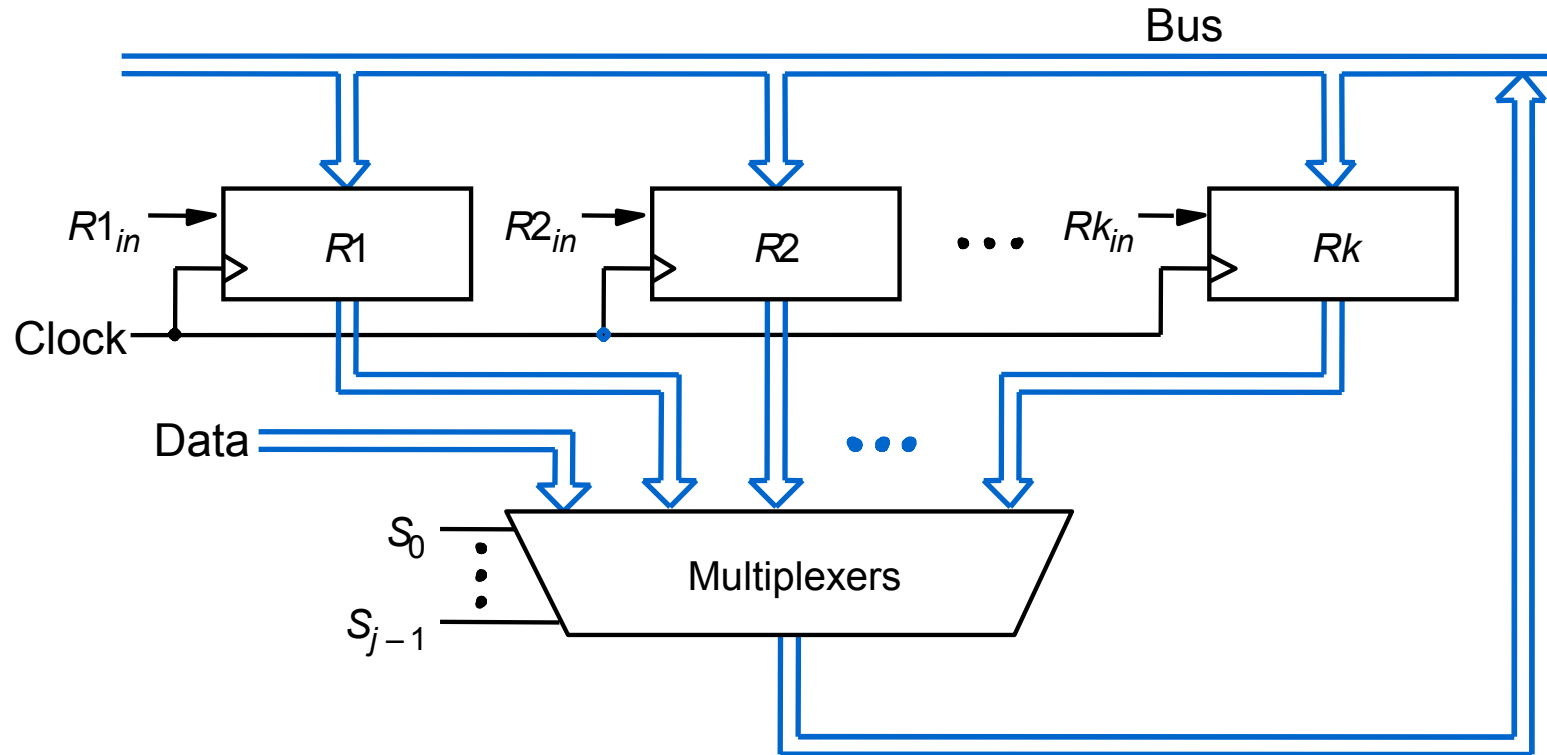 Bus
R1in
R1
R2in
R2
Rkin
Rk
Clock
Data
S0
Sj – 1
Multiplexers